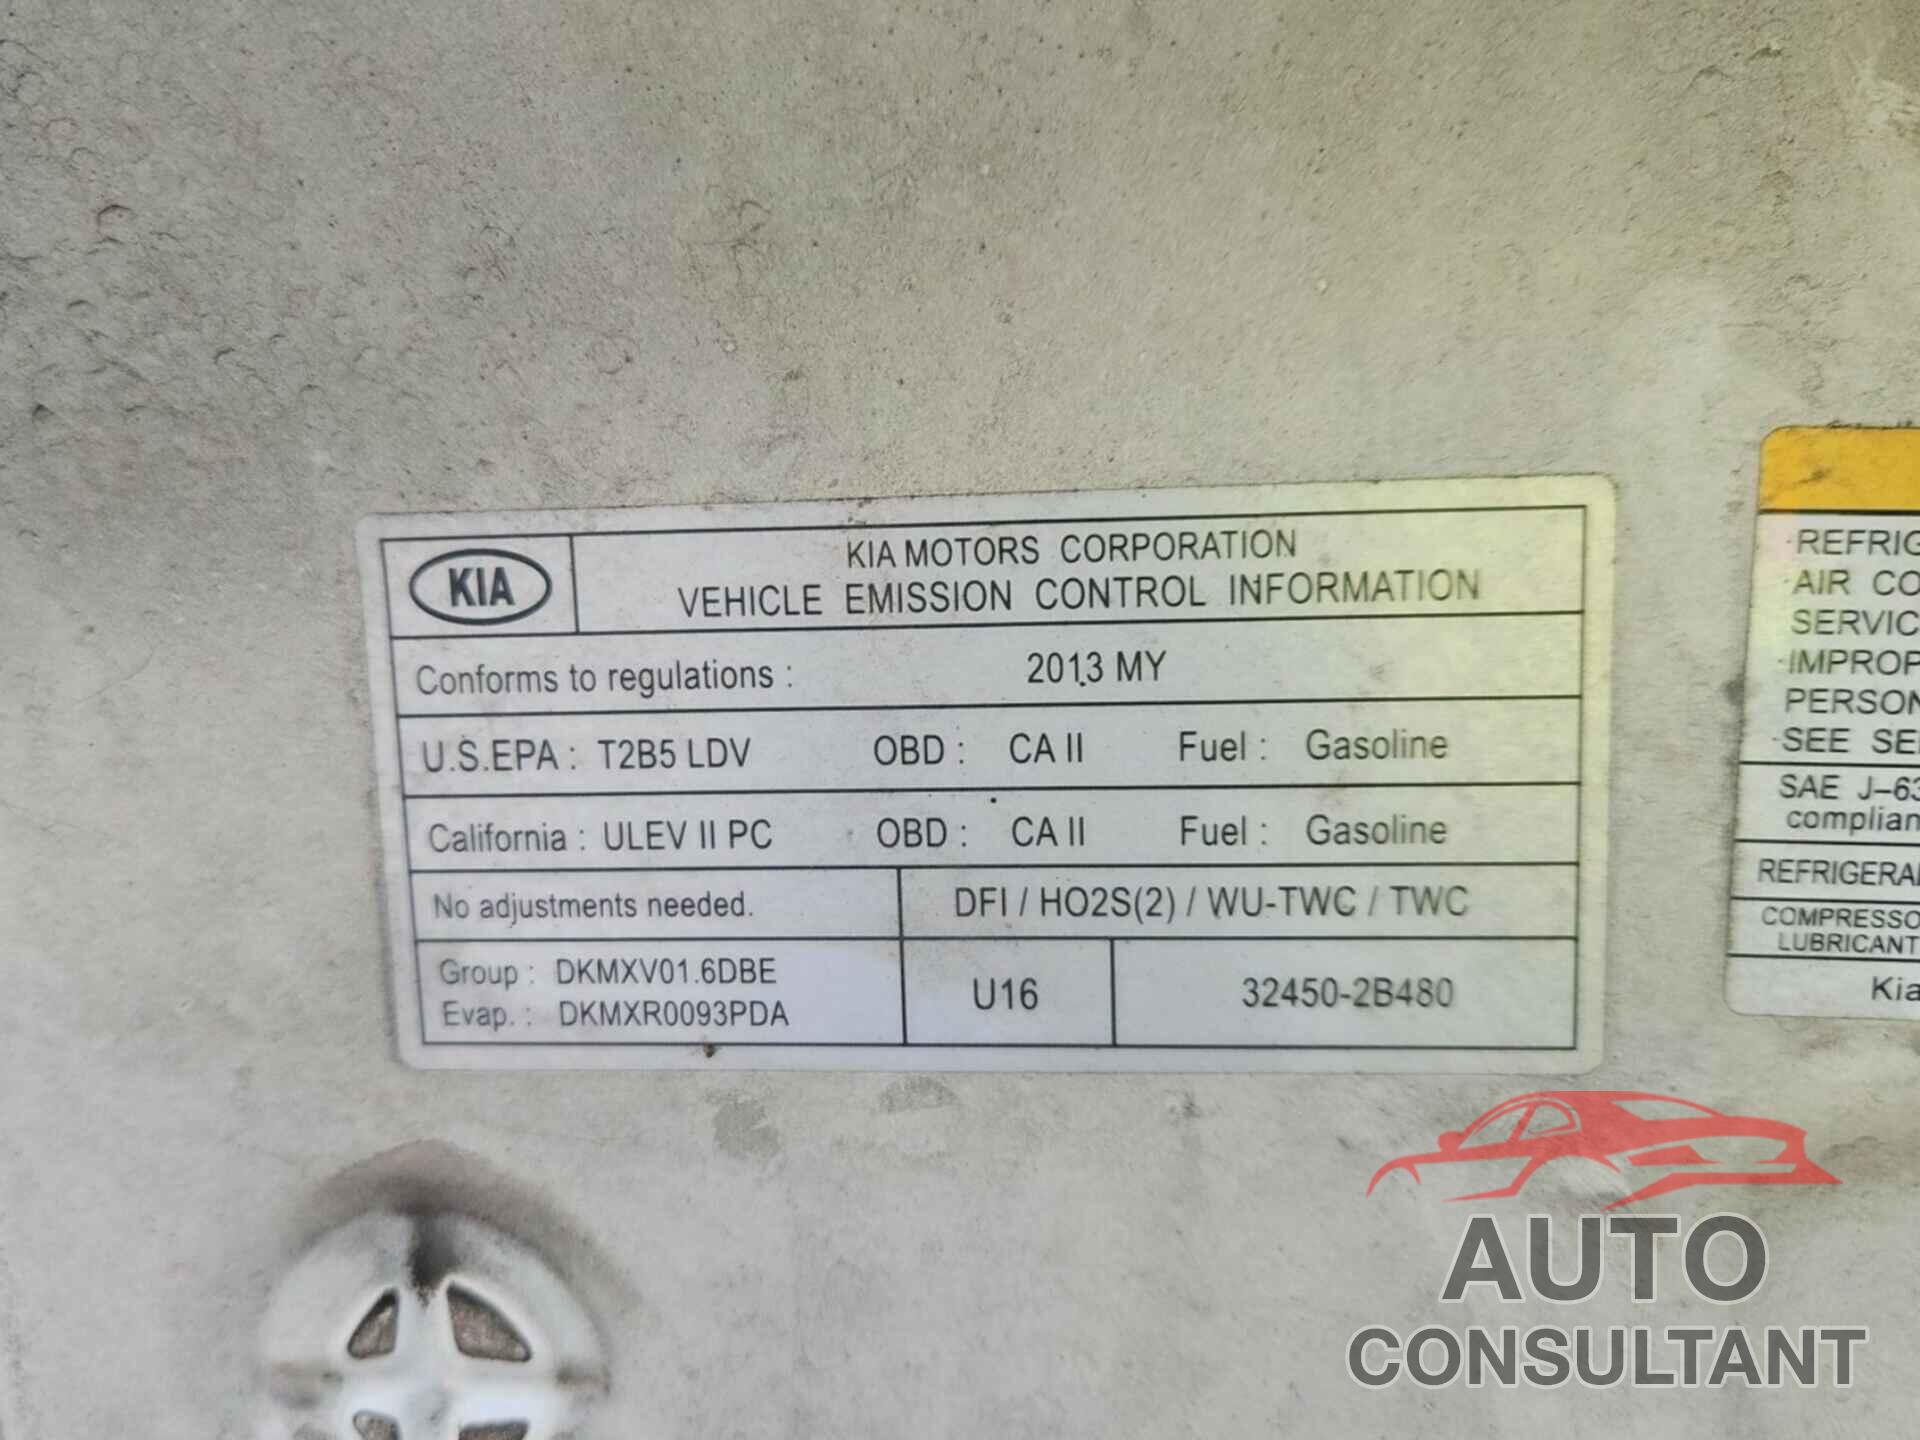 KIA
KIA MOTORS CORPORATION
VEHICLE EMISSION CONTROL INFORMATION
Conforms to regulations : 2013 MY
U.S.EPA : T2B5 LDV OBD : CA II Fuel : Gasoline
California : ULEV II PC OBD : CA II Fuel : Gasoline
No adjustments needed. DFI / HO2S(2) / WU-TWC / TWC
Group : DKMXV01.6DBE
Evap. : DKMXR0093PDA
U16 32450-2B480
REFRIG
AIR CO
SERVIC
IMPROP
PERSON
SEE SE
SAE J-63
complian
REFRIGERA
COMPRESSO
LUBRICANT
Kia
AUTO
CONSULTANT